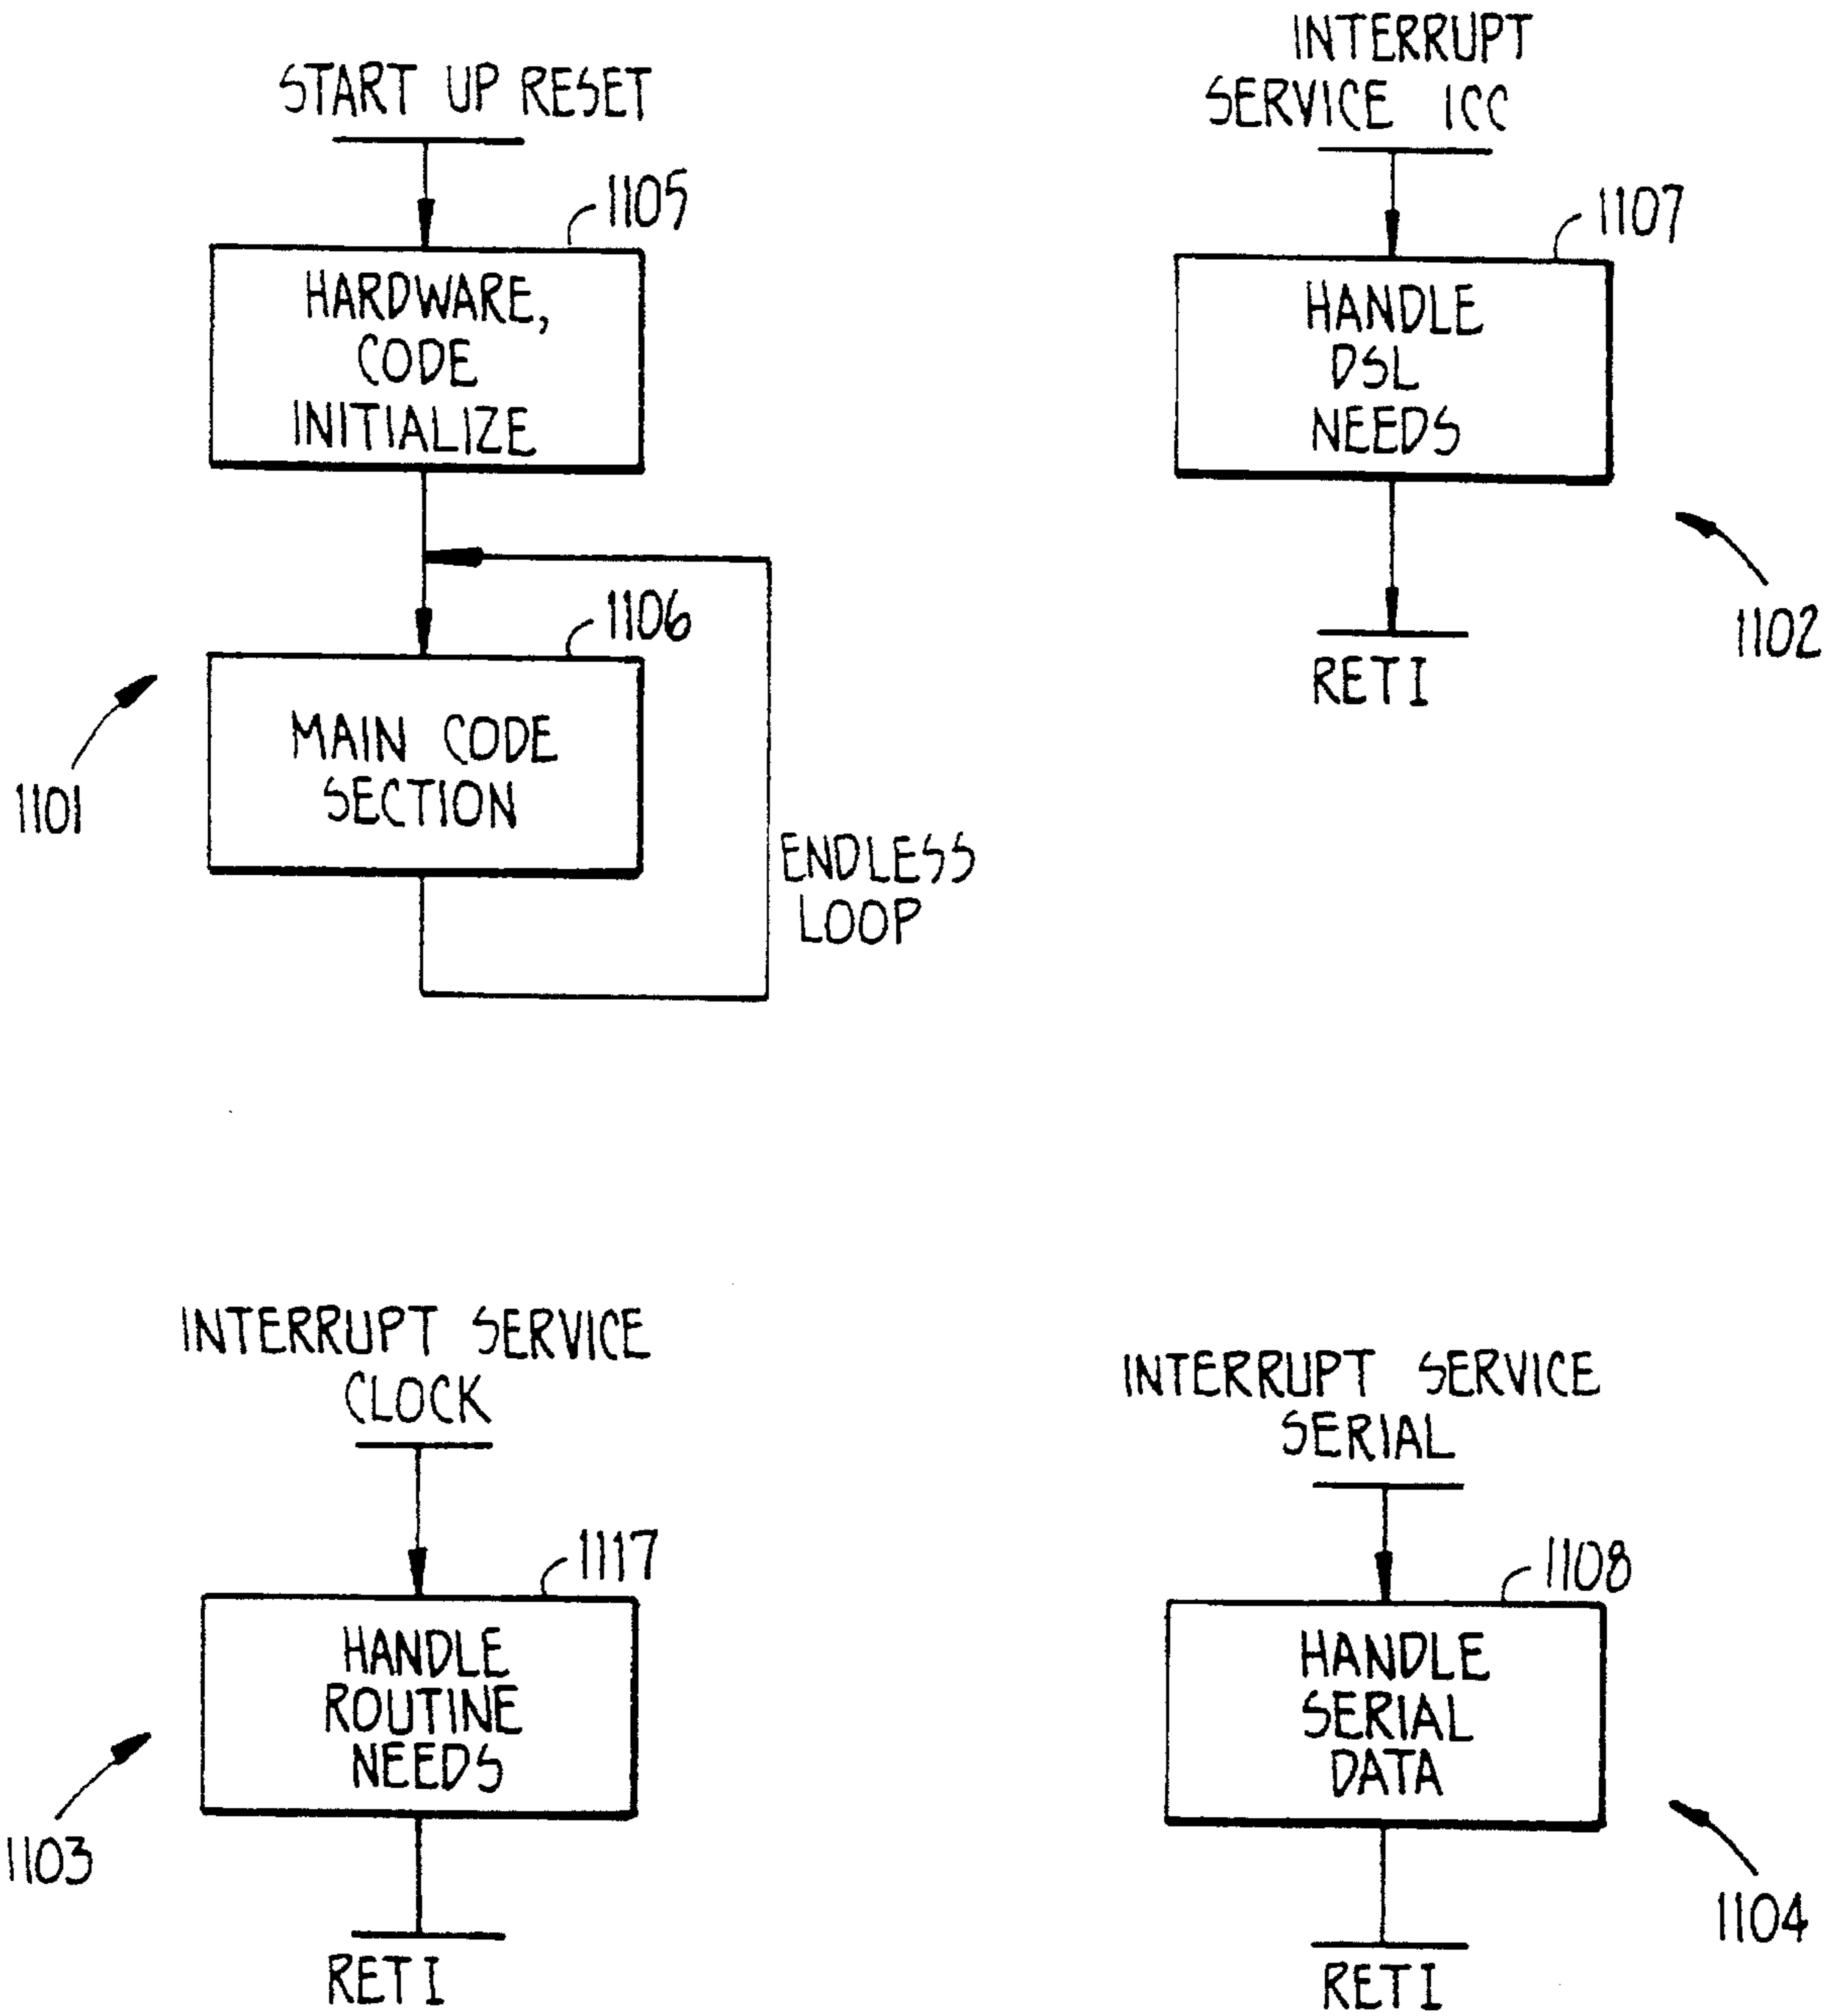 START UP RESET
1105
HARDWARE,
CODE
INITIALIZE
1106
MAIN CODE
SECTION
1101
ENDLESS
LOOP
INTERRUPT
SERVICE ICC
1107
HANDLE
DSL
NEEDS
1102
RETI
INTERRUPT SERVICE
CLOCK
1117
HANDLE
ROUTINE
NEEDS
1103
RETI
INTERRUPT SERVICE
SERIAL
1108
HANDLE
SERIAL
DATA
1104
RETI